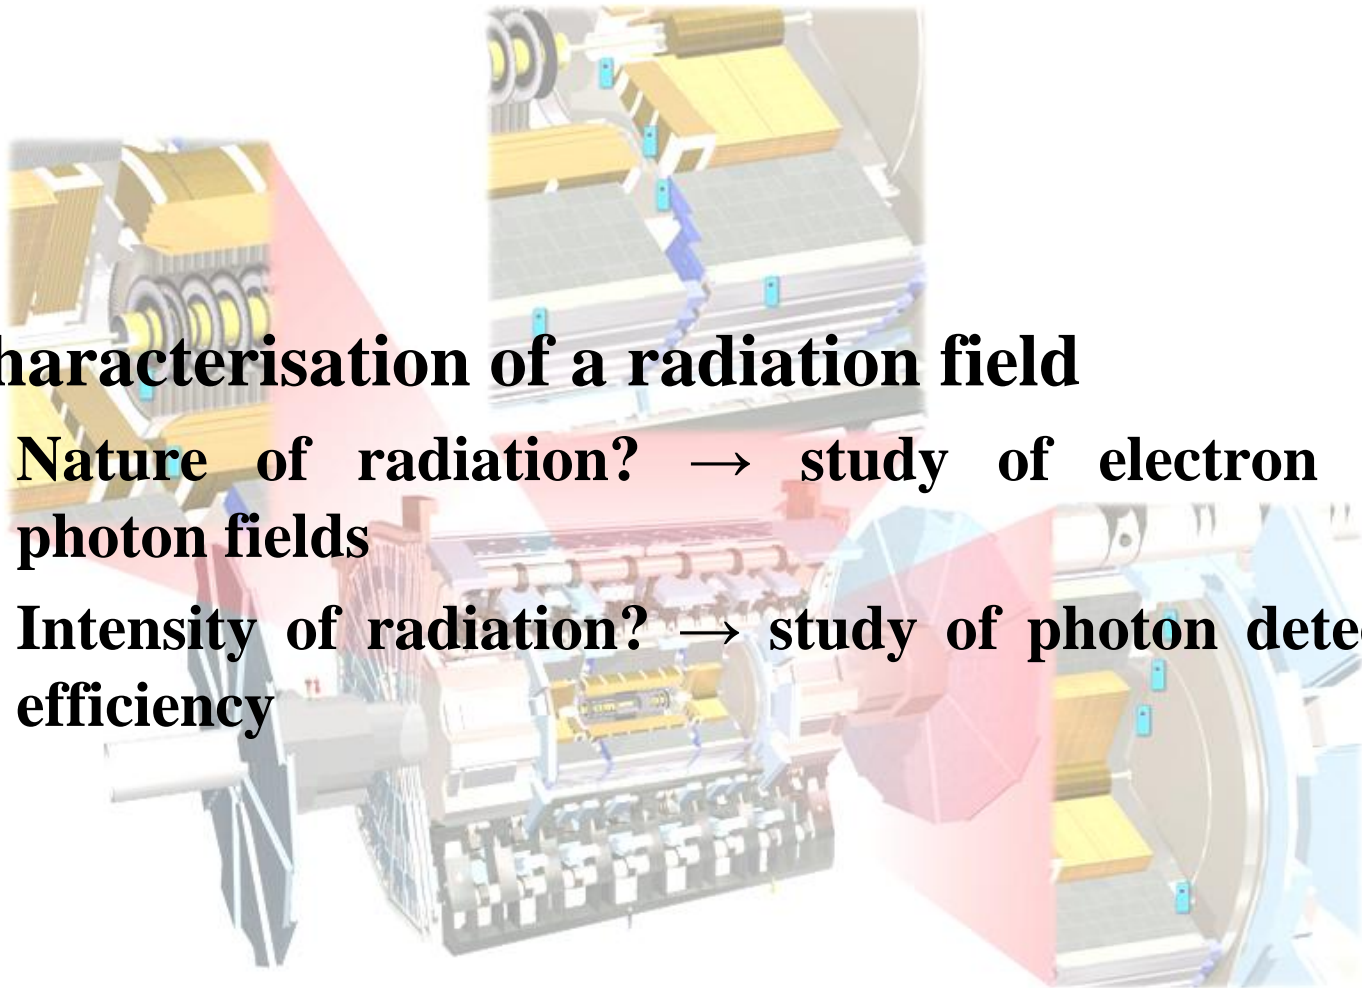 haracterisation of a radiation field
Nature of radiation? → study of electron
photon fields
Intensity of radiation? → study of photon dete
efficiency